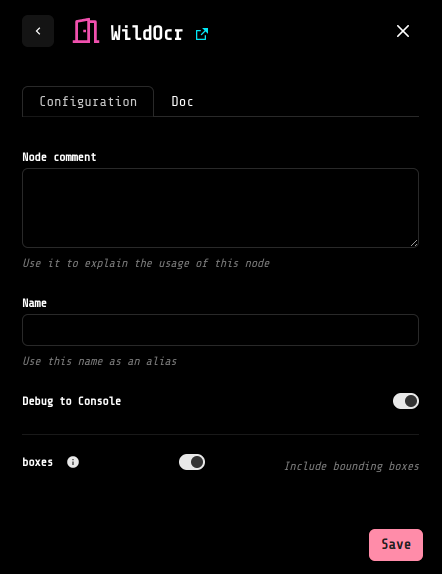 WildOcr
Configuration
Doc
Node comment
Use it to explain the usage of this node
Name
Use this name as an alias
Debug to Console
boxes
Include bounding boxes
Save